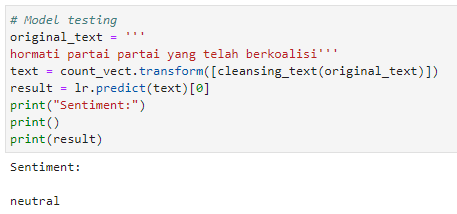 # Model testing
original_text = '''
hormati partai partai yang telah berkoalisi'''
text = count_vect.transform([cleansing_text(original_text)])
result = lr.predict(text)[0]
print("Sentiment:")
print()
print(result)
Sentiment:
neutral